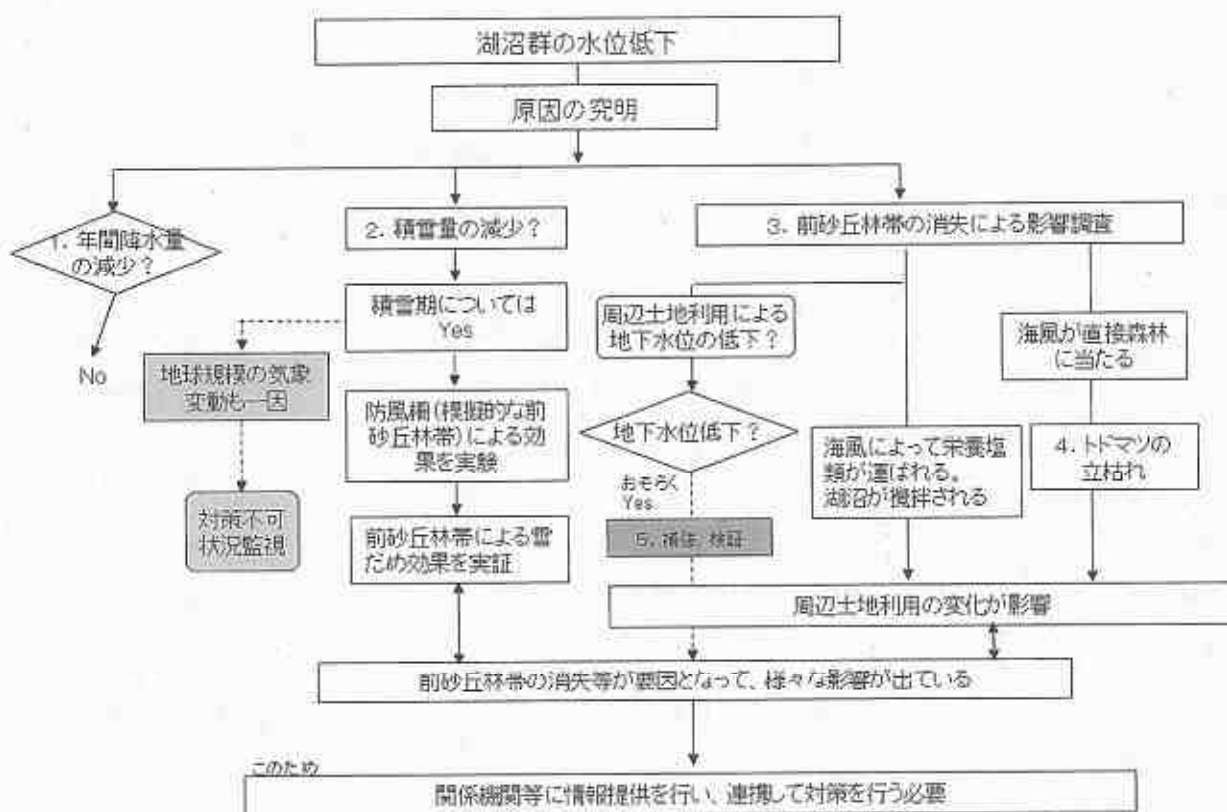 湖沼群の水位低下
原因の究明
1. 年間降水量
の減少？
No
2. 積雪量の減少？
積雪期については
Yes
地球規模の気象
変動も一因
対策不可
状況監視
防風柵(模擬的な前
砂丘林帯)による効
果を実験
前砂丘林帯による雪
だめ効果を実証
3. 前砂丘林帯の消失による影響調査
周辺土地利用による
地下水位の低下？
地下水位低下？
おそらく
Yes
5. 検証
海風によって栄養塩
類が運ばれる。
湖沼が攪拌される
海風が直接森林
に当たる
4. トドマツの
立枯れ
周辺土地利用の変化が影響
前砂丘林帯の消失等が要因となって、様々な影響が出ている
このため
関係機関等に情報提供を行い、連携して対策を行う必要